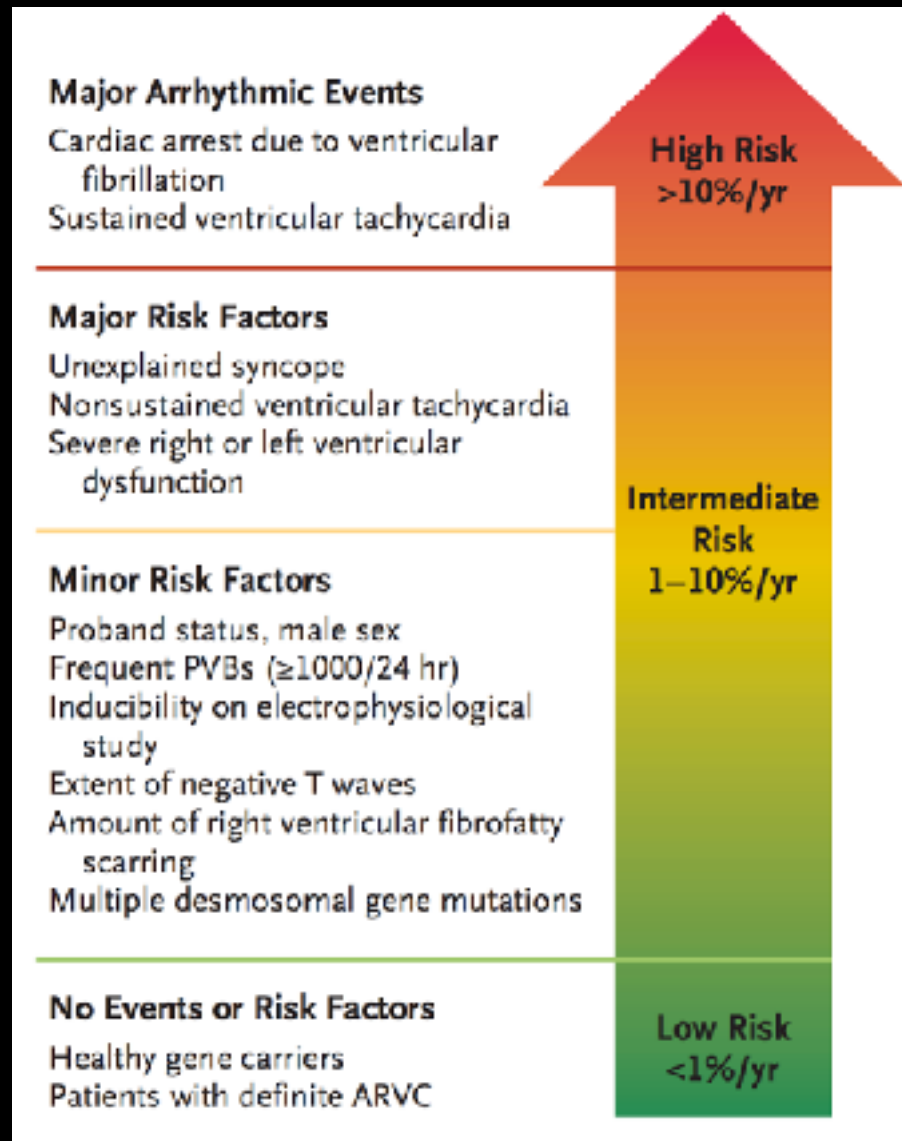 Major Arrhythmic Events
Cardiac arrest due to ventricular
fibrillation
Sustained ventricular tachycardia
High Risk
>10%/yr
Major Risk Factors
Unexplained syncope
Nonsustained ventricular tachycardia
Severe right or left ventricular
dysfunction
Intermediate
Risk
1–10%/yr
Minor Risk Factors
Proband status, male sex
Frequent PVBs (≥1000/24 hr)
Inducibility on electrophysiological
study
Extent of negative T waves
Amount of right ventricular fibrofatty
scarring
Multiple desmosomal gene mutations
No Events or Risk Factors
Healthy gene carriers
Patients with definite ARVC
Low Risk
<1%/yr